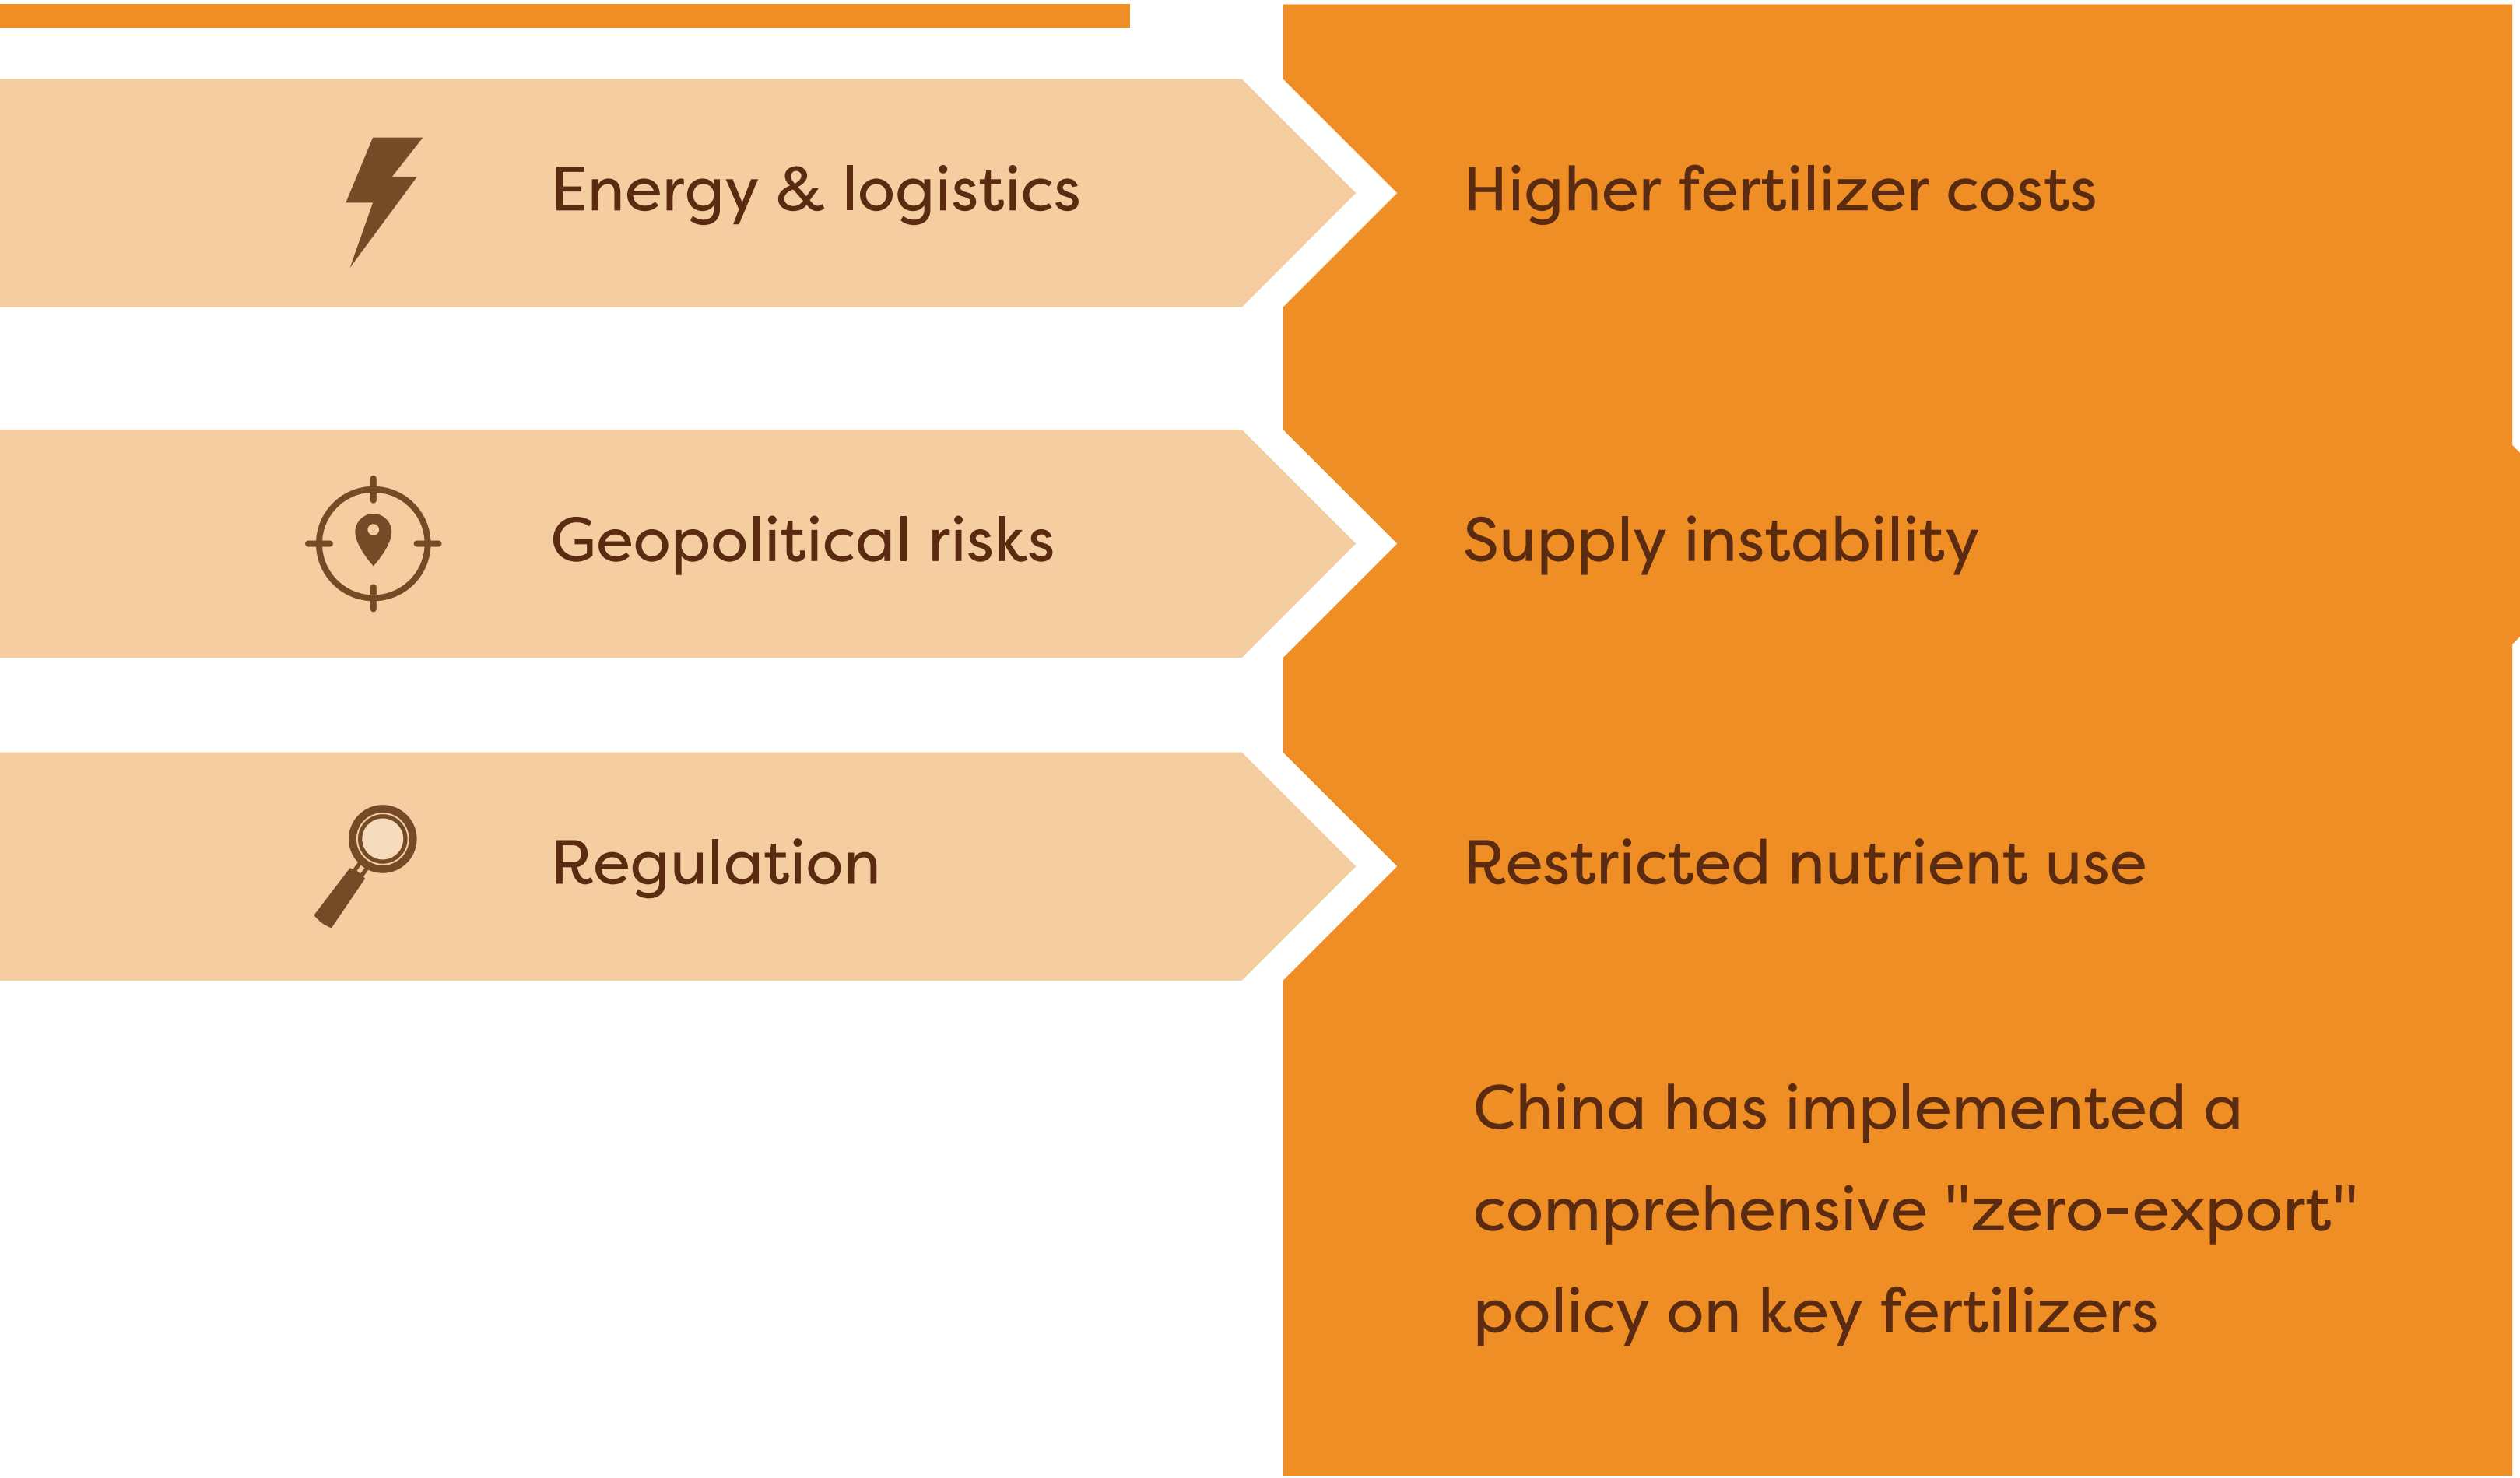 Energy & logistics
Higher fertilizer costs
Geopolitical risks
Supply instability
Regulation
Restricted nutrient use
China has implemented a
comprehensive "zero-export"
policy on key fertilizers